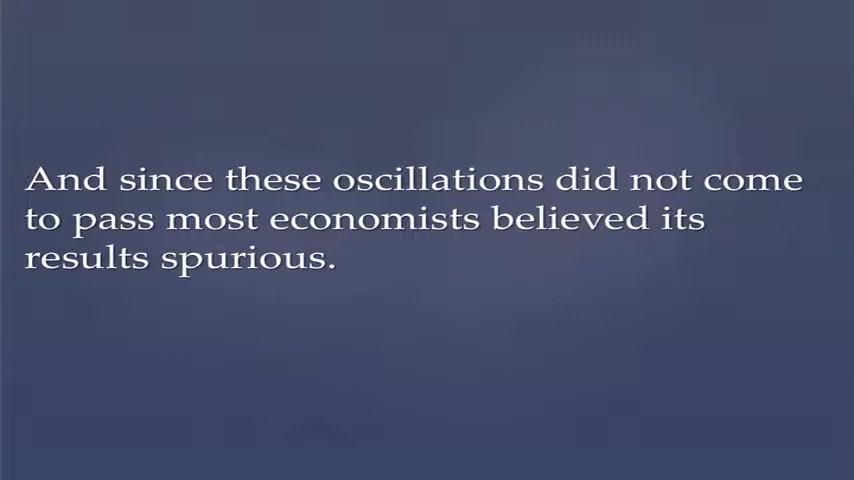 And since these oscillations did not come
to pass most economists believed its
results spurious.